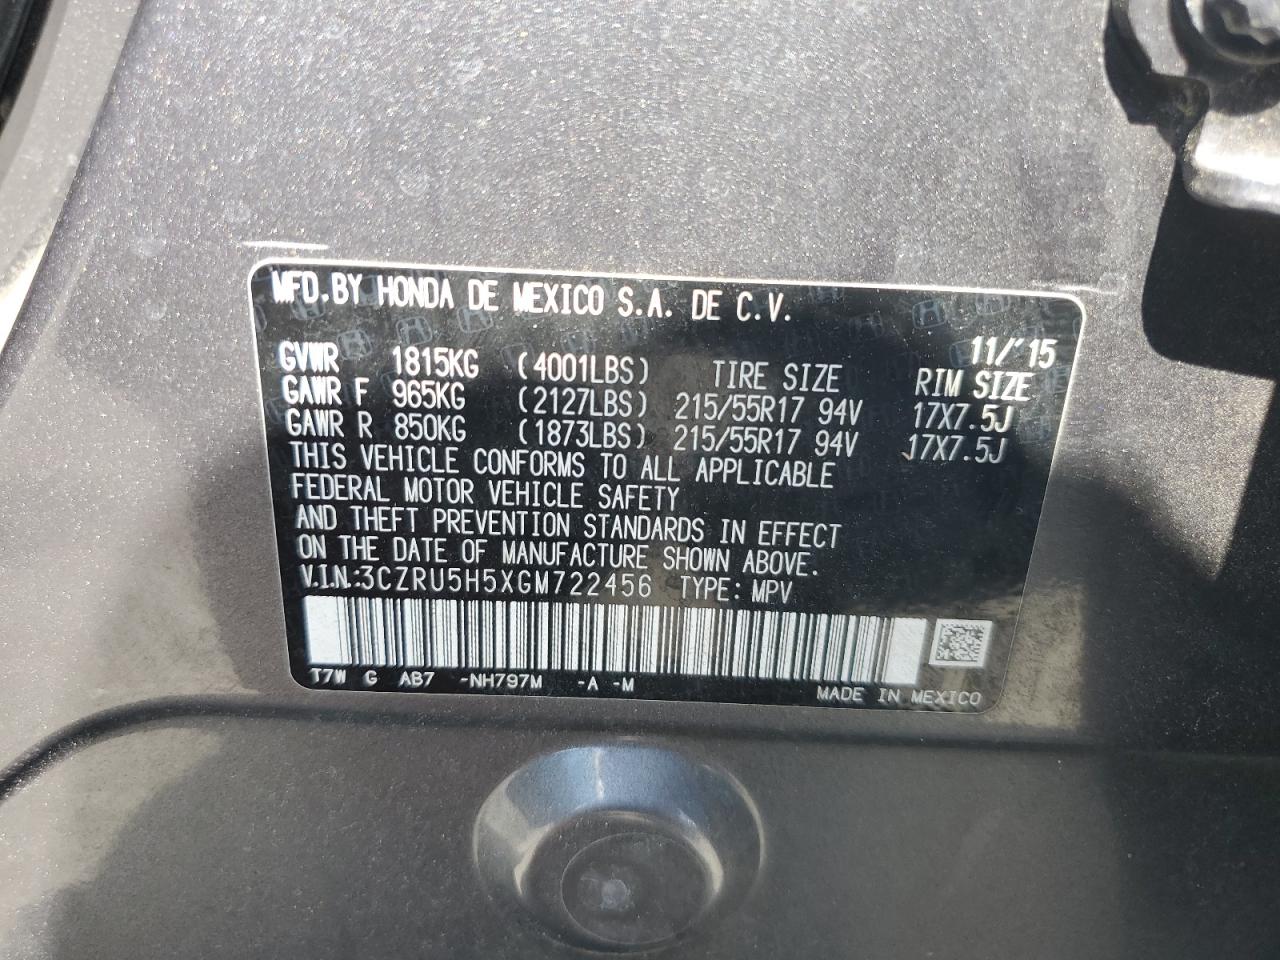 MFD.BY HONDA DE MEXICO S.A. DE C.V.
11/'15
GVWR 1815KG (4001LBS) TIRE SIZE RIM SIZE
GAWR F 965KG (2127LBS) 215/55R17 94V 17X7.5J
GAWR R 850KG (1873LBS) 215/55R17 94V 17X7.5J
THIS VEHICLE CONFORMS TO ALL APPLICABLE
FEDERAL MOTOR VEHICLE SAFETY
AND THEFT PREVENTION STANDARDS IN EFFECT
ON THE DATE OF MANUFACTURE SHOWN ABOVE.
V.I.N.:3CZRU5H5XGM722456 TYPE: MPV
T7W G AB7 -NH797M -A -M
MADE IN MEXICO